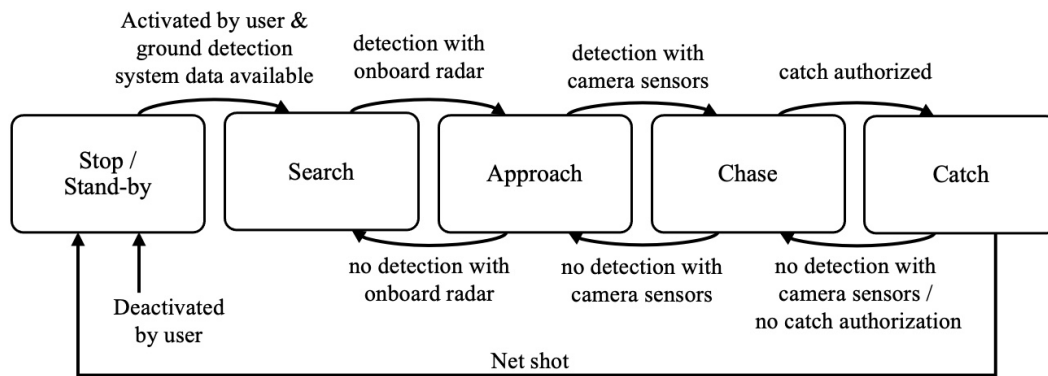 Activated by user &
ground detection
system data available
detection with
onboard radar
detection with
camera sensors
catch authorized
Stop /
Stand-by
Search
Approach
Chase
Catch
Deactivated
by user
no detection with
onboard radar
no detection with
camera sensors
no detection with
camera sensors /
no catch authorization
Net shot